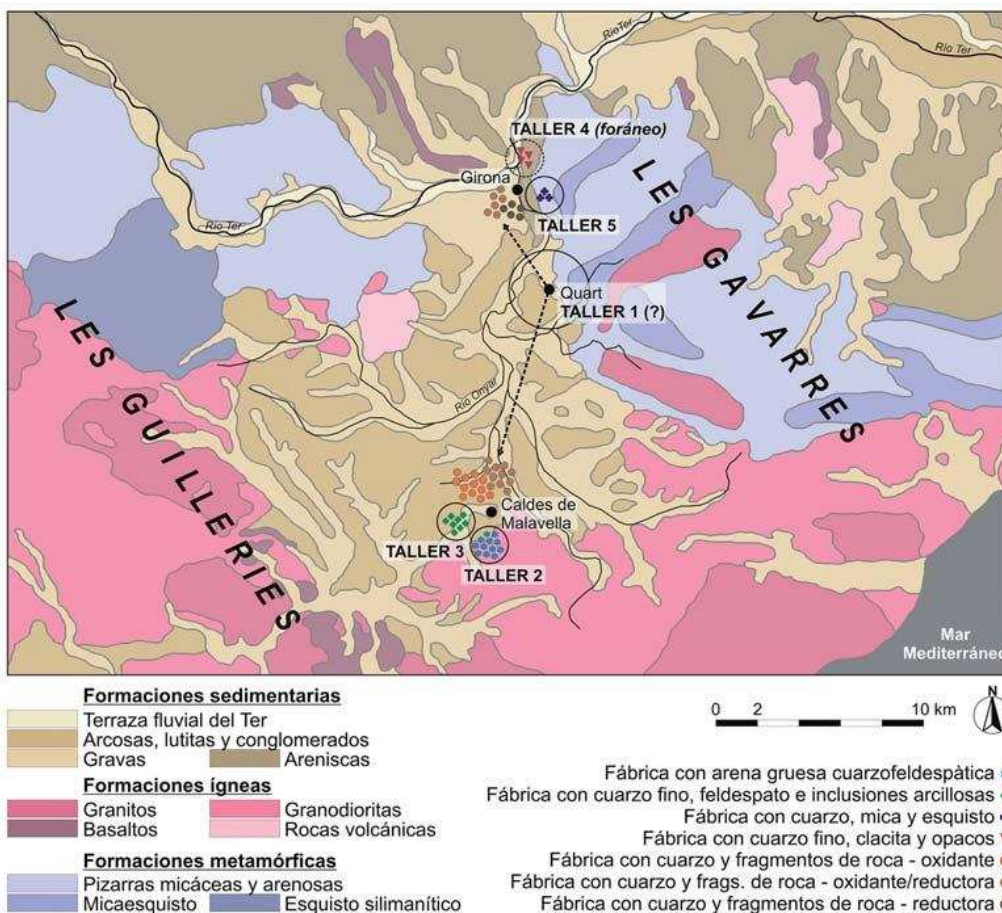 Río Ter
Río Ter
TALLER 4 (foráneo)
Girona
TALLER 5
LES GAVARRES
Río Ter
Quart
TALLER 1 (?)
LES GUILLERIES
Río Onyar
Caldes de
Malavella
TALLER 3
TALLER 2
Mar
Mediterráneo
Formaciones sedimentarias
Terraza fluvial del Ter
Arcosas, lutitas y conglomerados
Gravas Areniscas
Formaciones ígneas
Granitos Granodioritas
Basaltos Rocas volcánicas
Formaciones metamórficas
Pizarras micáceas y arenosas
Micaesquisto Esquisto silimanítico
0 2 10 km
N
Fábrica con arena gruesa cuarzofeldespàtica
Fábrica con cuarzo fino, feldespato e inclusiones arcillosas
Fábrica con cuarzo, mica y esquisto
Fábrica con cuarzo fino, clacita y opacos
Fábrica con cuarzo y fragmentos de roca - oxidante
Fábrica con cuarzo y frags. de roca - oxidante/reductora
Fábrica con cuarzo y fragmentos de roca - reductora